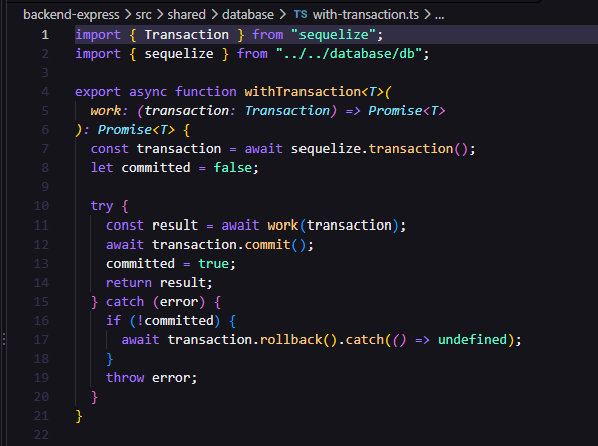 backend-express > src > shared > database > TS with-transaction.ts > ...
1 import { Transaction } from "sequelize";
2 import { sequelize } from "../../database/db";
3
4 export async function withTransaction<T>(
5   work: (transaction: Transaction) => Promise<T>
6 ): Promise<T> {
7   const transaction = await sequelize.transaction();
8   let committed = false;
9
10   try {
11     const result = await work(transaction);
12     await transaction.commit();
13     committed = true;
14     return result;
15   } catch (error) {
16     if (!committed) {
17       await transaction.rollback().catch(() => undefined);
18     }
19     throw error;
20   }
21 }
22